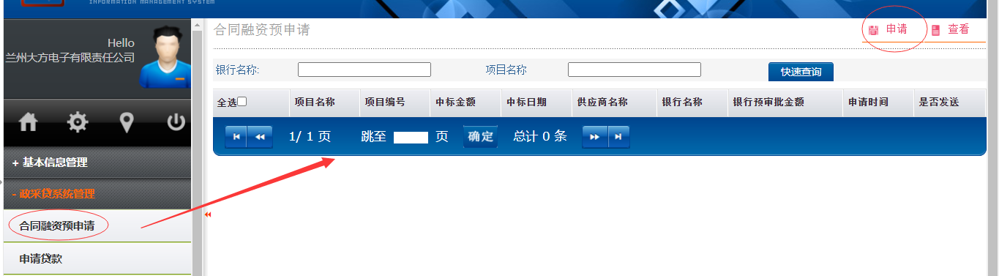 INFORMATION MANAGEMENT SYSTEM
Hello
兰州大方电子有限责任公司
+ 基本信息管理
- 政采贷系统管理
合同融资预申请
申请贷款
合同融资预申请
申请 查看
银行名称: 项目名称 快速查询
全选 项目名称 项目编号 中标金额 中标日期 供应商名称 银行名称 银行预审批金额 申请时间 是否发送
1/ 1 页 跳至 页 确定 总计 0 条